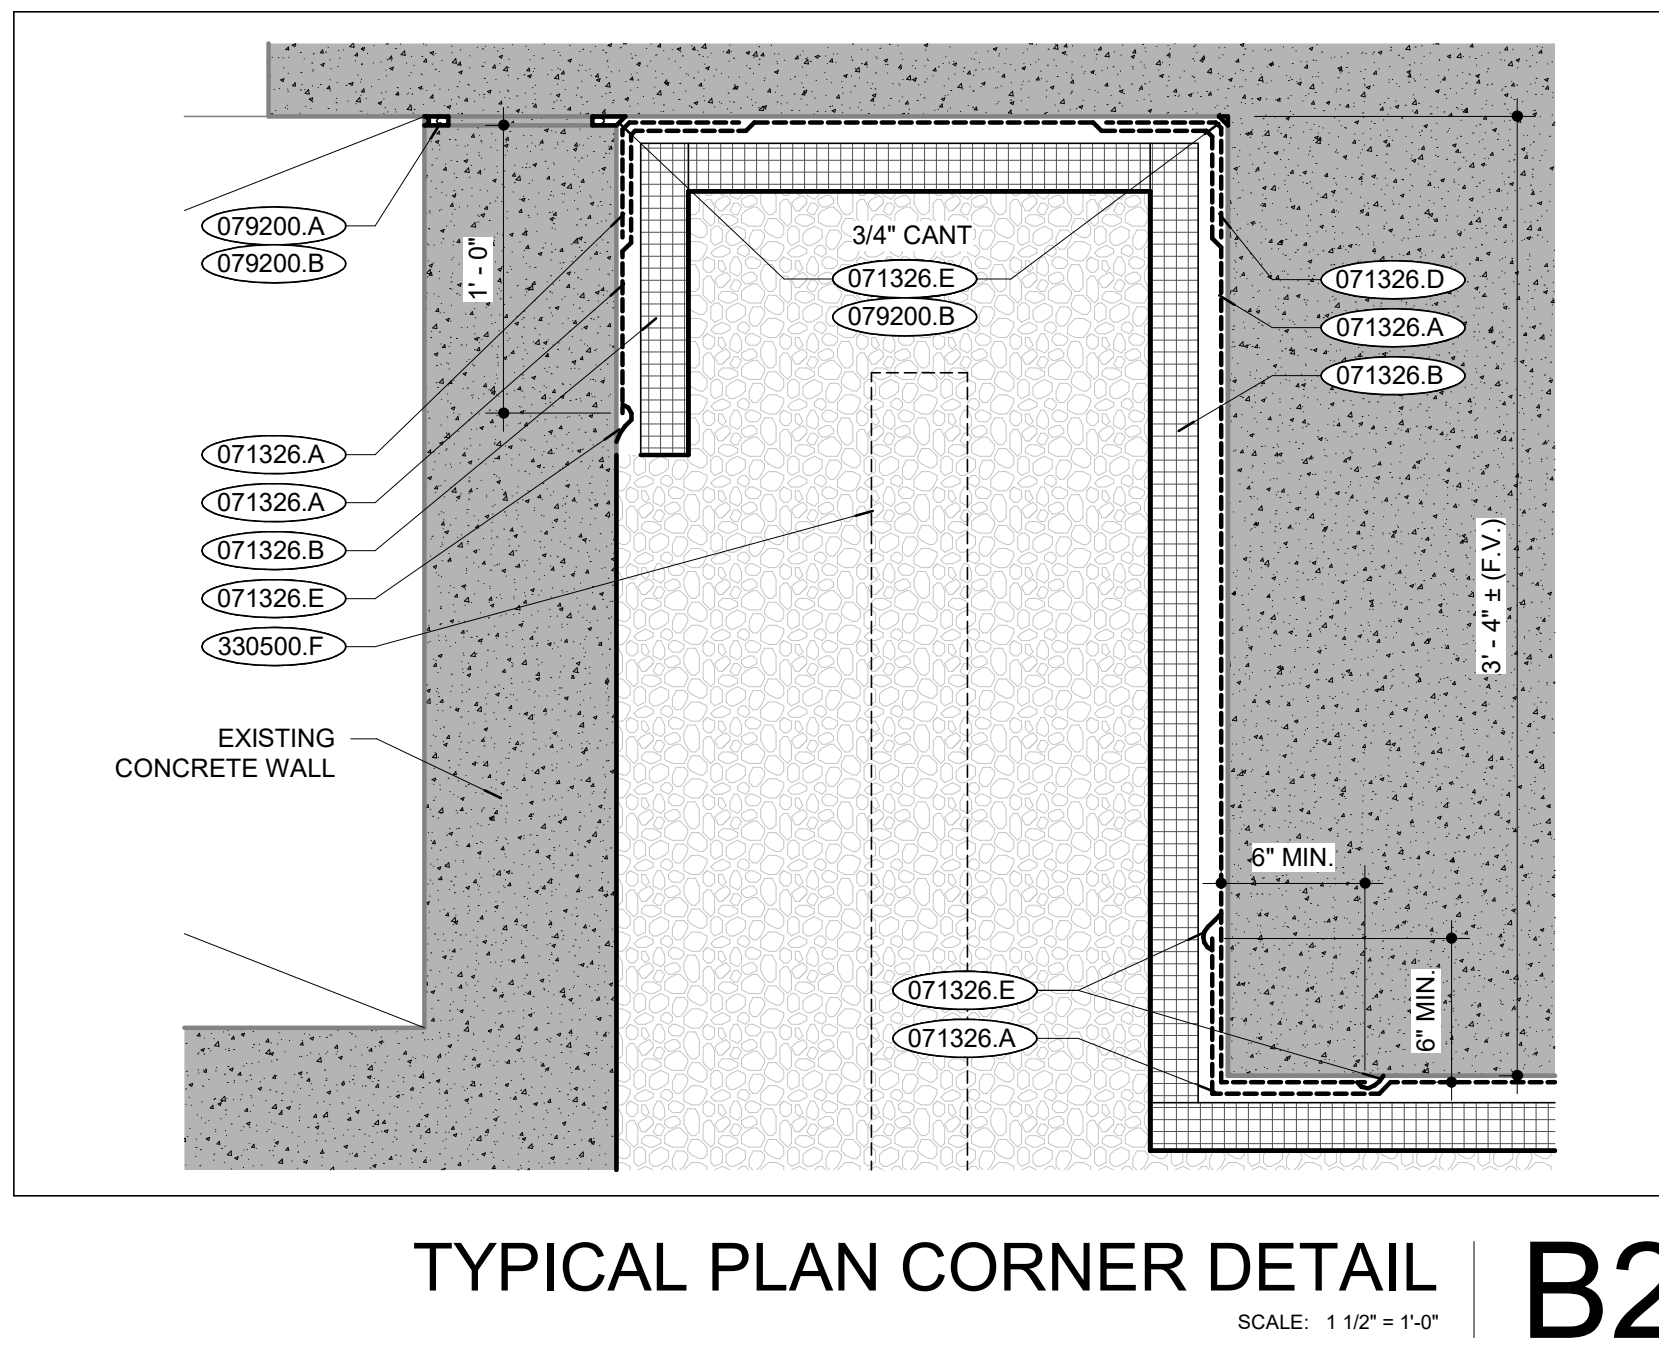 079200.A
079200.B
1' - 0"
3/4" CANT
071326.E
079200.B
071326.D
071326.A
071326.B
071326.A
071326.A
071326.B
071326.E
330500.F
3' - 4" ± (F.V.)
EXISTING
CONCRETE WALL
6" MIN.
6" MIN.
071326.E
071326.A
TYPICAL PLAN CORNER DETAIL
B2
SCALE: 1 1/2" = 1'-0"